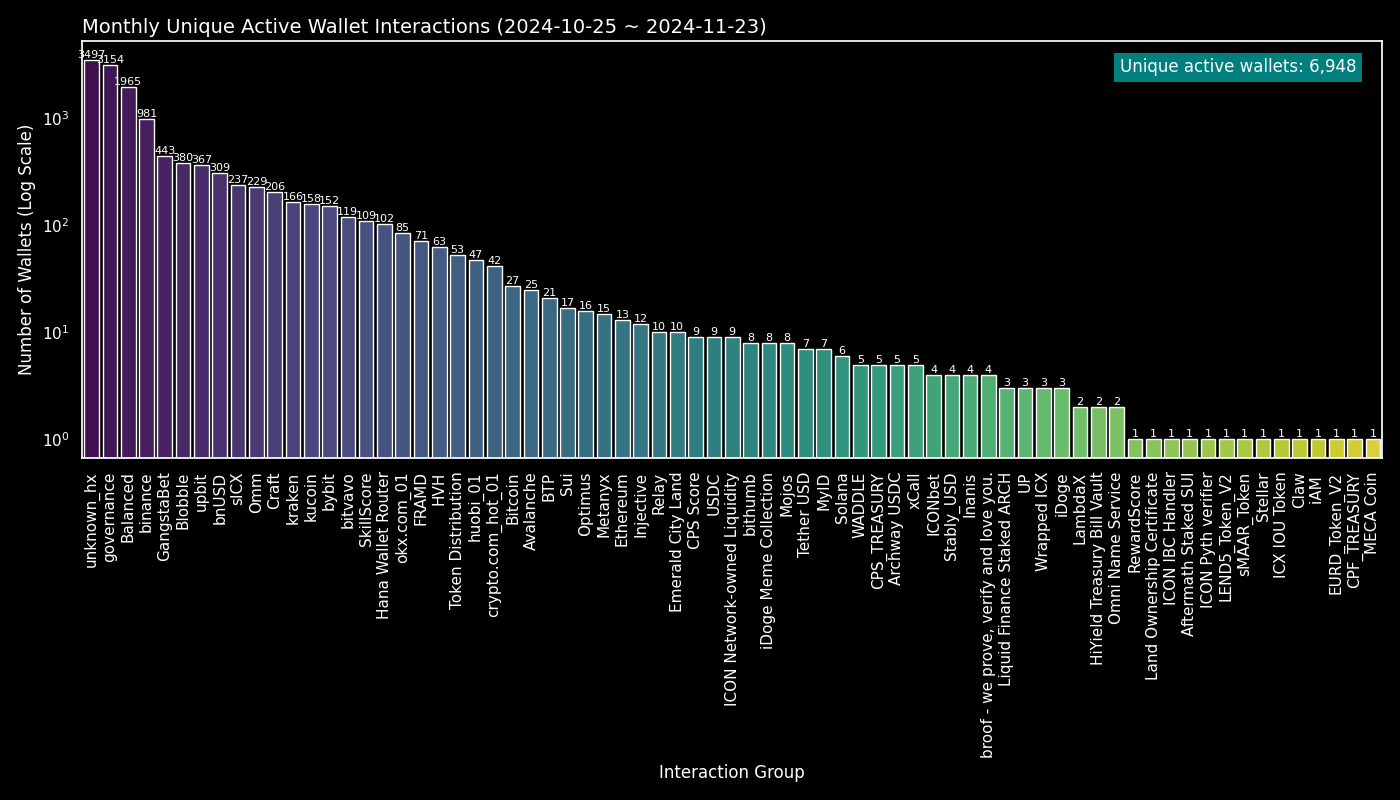 Monthly Unique Active Wallet Interactions (2024-10-25 ~ 2024-11-23)
Unique active wallets: 6,948
Number of Wallets (Log Scale)
10³
10²
10¹
10⁰
3497
3154
1965
981
443
380
367
309
237
229
206
166
158
152
119
109
102
85
71
63
53
47
42
27
25
21
17
16
15
13
12
10
10
9
9
9
8
8
8
7
7
6
5
5
5
5
4
4
4
4
3
3
3
3
2
2
2
1
1
1
1
1
1
1
1
1
1
1
1
1
1
unknown_hx
governance
Balanced
binance
GangstaBet
Blobble
upbit
bnUSD
sICX
Omm
Craft
kraken
kucoin
bybit
bitvavo
SkillScore
Hana Wallet Router
okx.com_01
FRAMD
HVH
Token Distribution
huobi_01
crypto.com_hot_01
Bitcoin
Avalanche
BTP
Sui
Optimus
Metanyx
Ethereum
Injective
Relay
Emerald City Land
CPS Score
USDC
ICON Network-owned Liquidity
bithumb
iDoge Meme Collection
Mojos
Tether USD
MyID
Solana
WADDLE
CPS_TREASURY
Archway USDC
xCall
ICONbet
Stably_USD
Inanis
broof - we prove, verify and love you.
Liquid Finance Staked ARCH
UP
Wrapped ICX
iDoge
LambdaX
HiYield Treasury Bill Vault
Omni Name Service
RewardScore
Land Ownership Certificate
ICON IBC Handler
Aftermath Staked SUI
ICON Pyth verifier
LEND5_Token_V2
sMAAR_Token
Stellar
ICX IOU Token
Claw
iAM
EURD_Token_V2
CPF_TREASURY
MECA Coin
Interaction Group